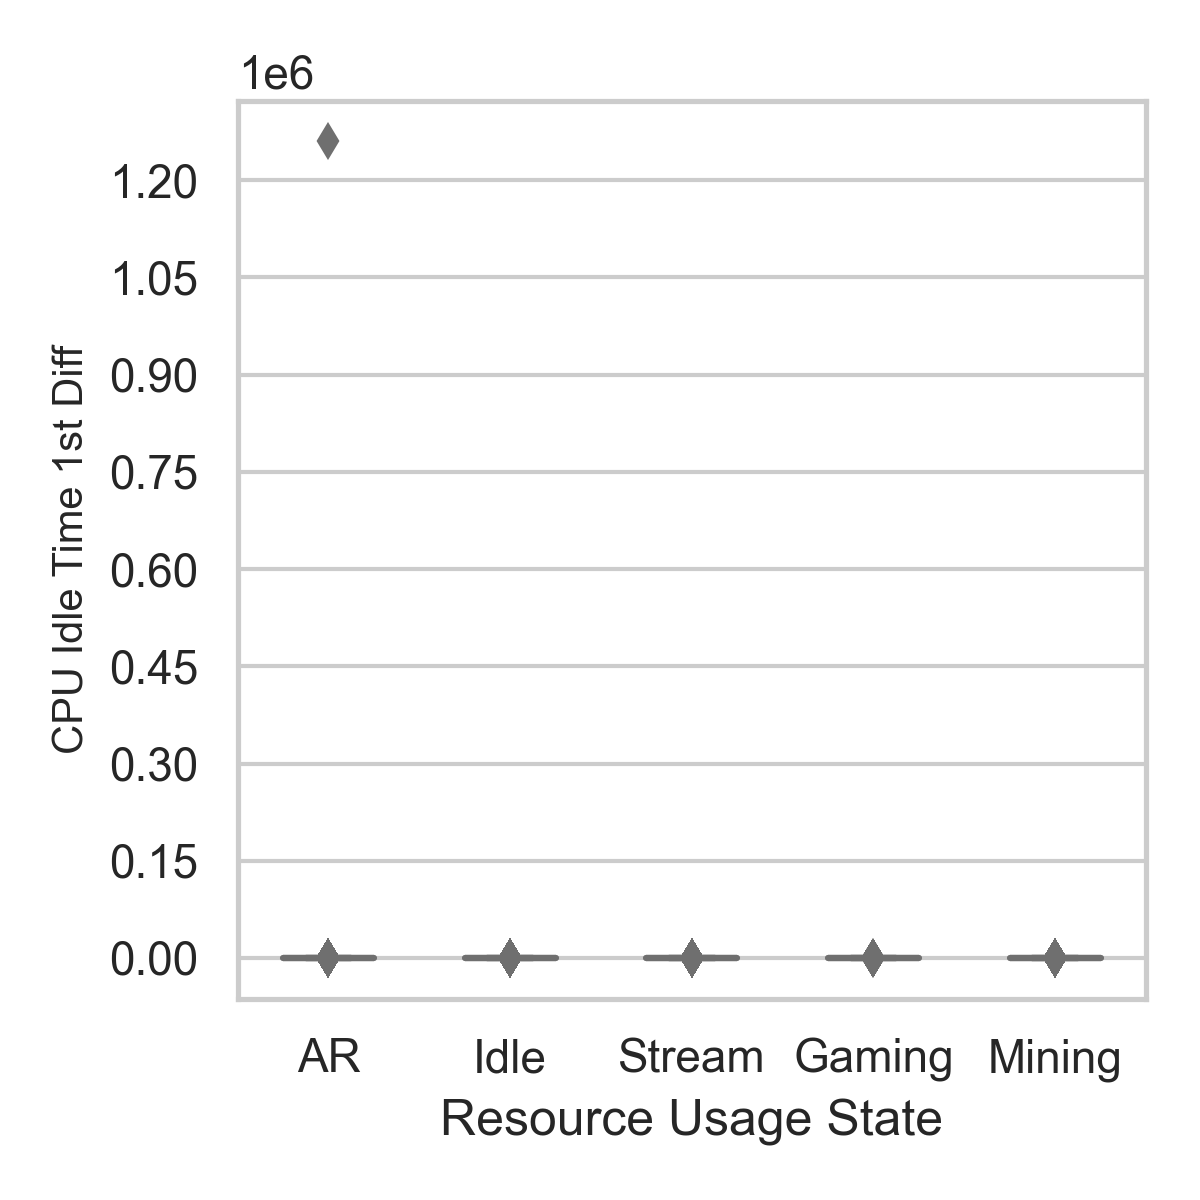 1e6
1.20
1.05
0.90
0.75
0.60
0.45
0.30
0.15
0.00
CPU Idle Time 1st Diff
AR Idle Stream Gaming Mining
Resource Usage State